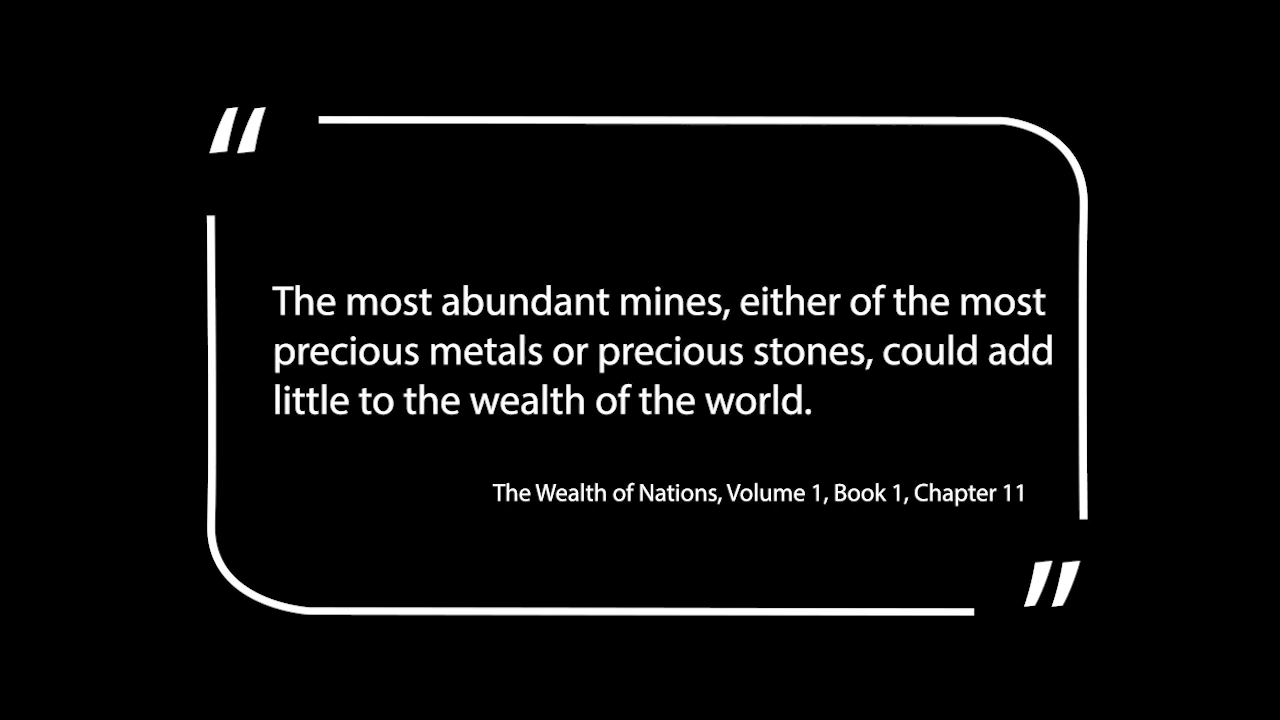 “
The most abundant mines, either of the most
precious metals or precious stones, could add
little to the wealth of the world.
The Wealth of Nations, Volume 1, Book 1, Chapter 11
”